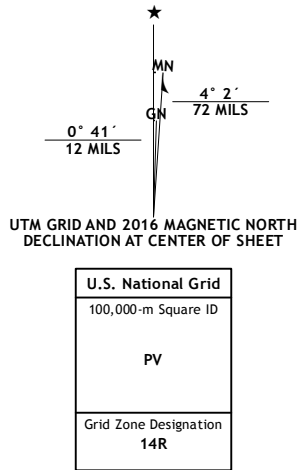 ★
MN
GN
4° 2´
72 MILS
0° 41´
12 MILS
UTM GRID AND 2016 MAGNETIC NORTH
DECLINATION AT CENTER OF SHEET
U.S. National Grid
100,000-m Square ID
PV
Grid Zone Designation
14R